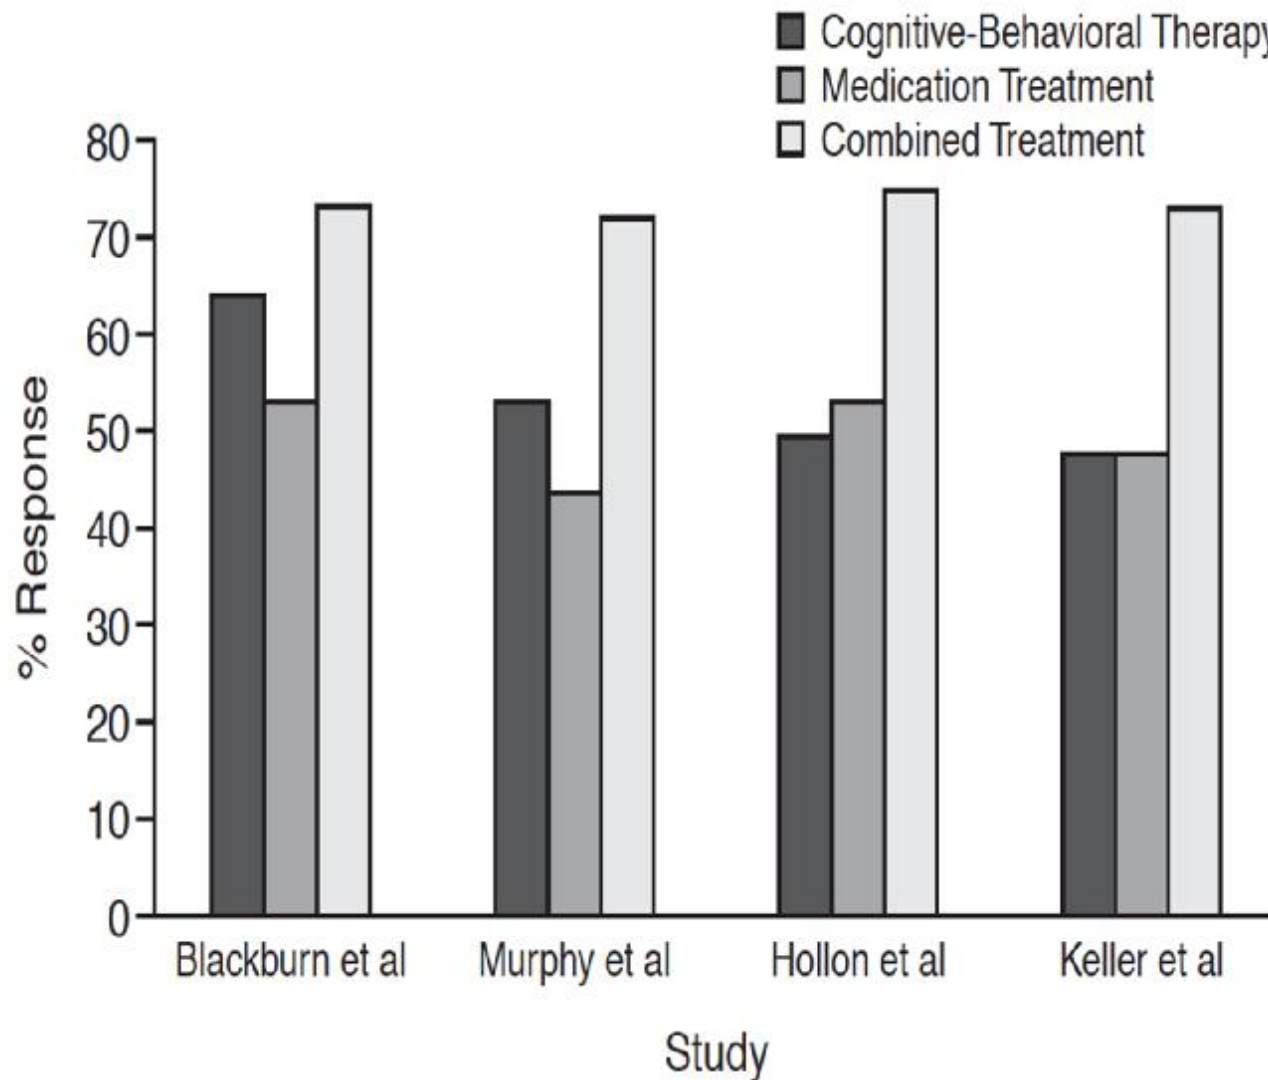 Cognitive-Behavioral Therapy
Medication Treatment
Combined Treatment
80
70
60
50
40
30
20
10
0
% Response
Blackburn et al
Murphy et al
Hollon et al
Keller et al
Study